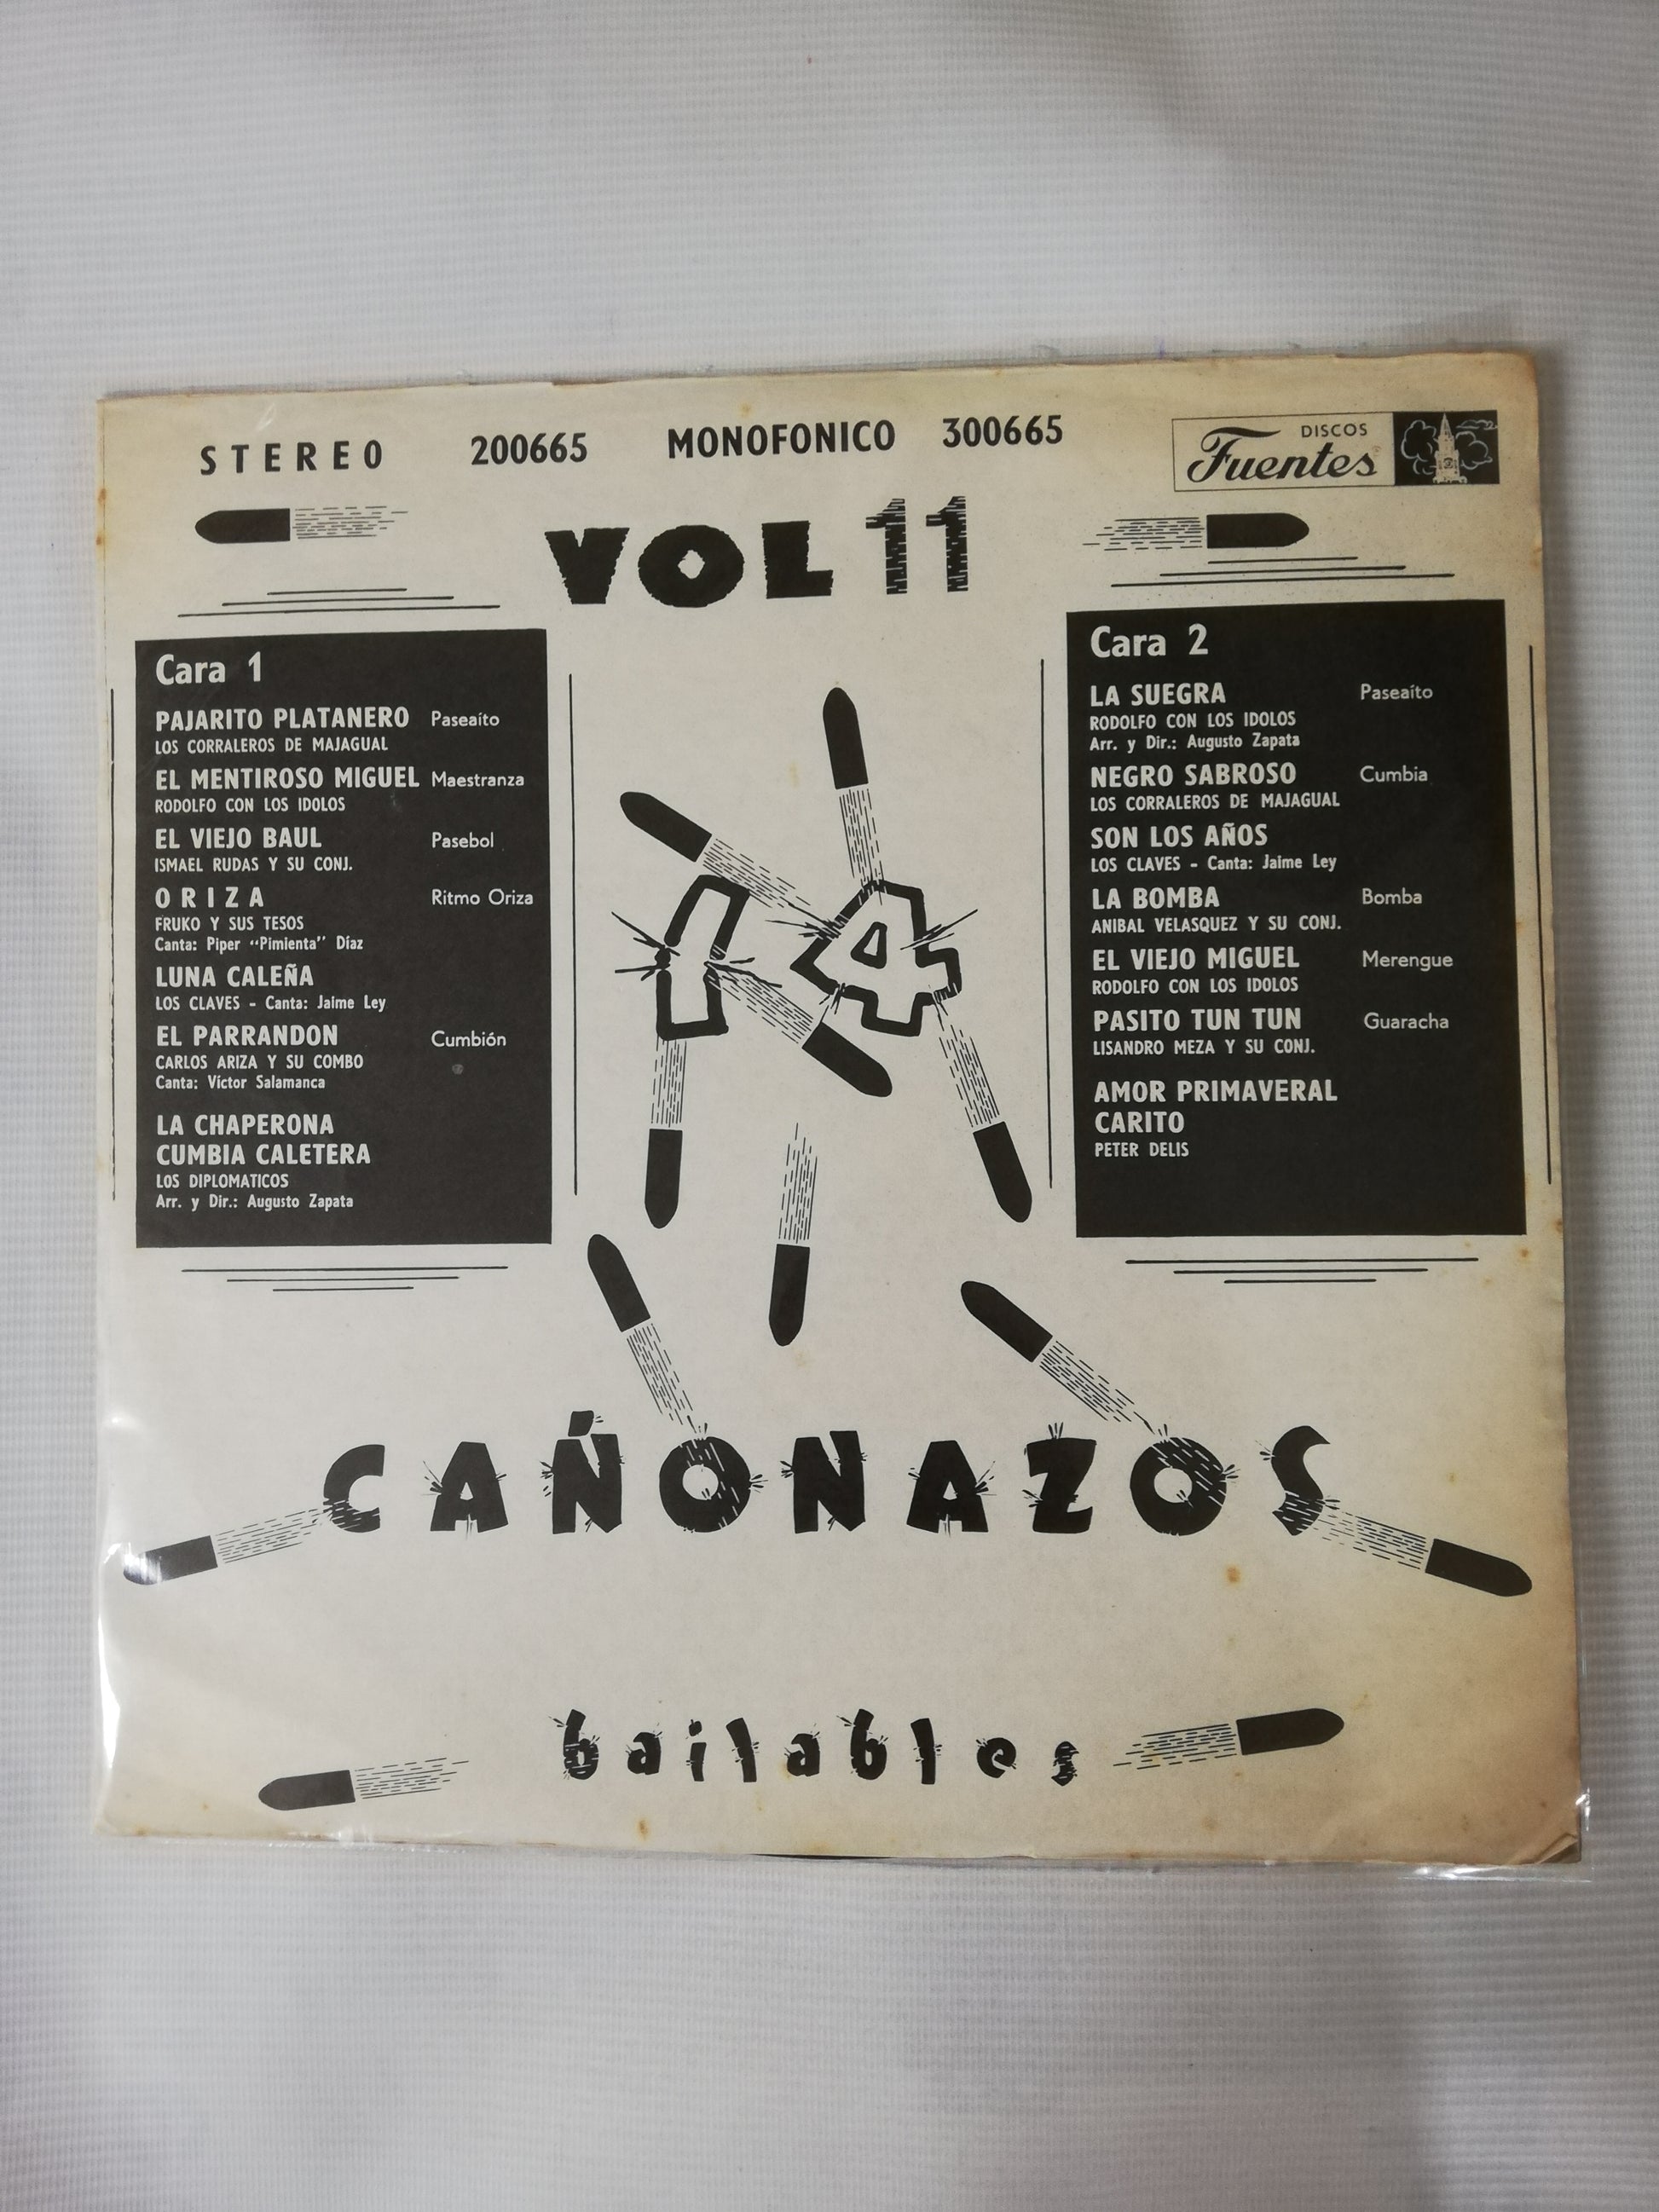 STEREO 200665 MONOFONICO 300665
DISCOS
Fuentes
VOL 11
Cara 1
PAJARITO PLATANERO Paseaíto
LOS CORRALEROS DE MAJAGUAL
EL MENTIROSO MIGUEL Maestranza
RODOLFO CON LOS IDOLOS
EL VIEJO BAUL Pasebol
ISMAEL RUDAS Y SU CONJ.
ORIZA Ritmo Oriza
FRUKO Y SUS TESOS
Canta: Piper “Pimienta” Díaz
LUNA CALEÑA
LOS CLAVES - Canta: Jaime Ley
EL PARRANDON Cumbión
CARLOS ARIZA Y SU COMBO
Canta: Víctor Salamanca
LA CHAPERONA
CUMBIA CALETERA
LOS DIPLOMATICOS
Arr. y Dir.: Augusto Zapata
Cara 2
LA SUEGRA Paseaíto
RODOLFO CON LOS IDOLOS
Arr. y Dir.: Augusto Zapata
NEGRO SABROSO Cumbia
LOS CORRALEROS DE MAJAGUAL
SON LOS AÑOS
LOS CLAVES - Canta: Jaime Ley
LA BOMBA Bomba
ANIBAL VELASQUEZ Y SU CONJ.
EL VIEJO MIGUEL Merengue
RODOLFO CON LOS IDOLOS
PASITO TUN TUN Guaracha
LISANDRO MEZA Y SU CONJ.
AMOR PRIMAVERAL
CARITO
PETER DELIS
14
CAÑONAZOS
bailables